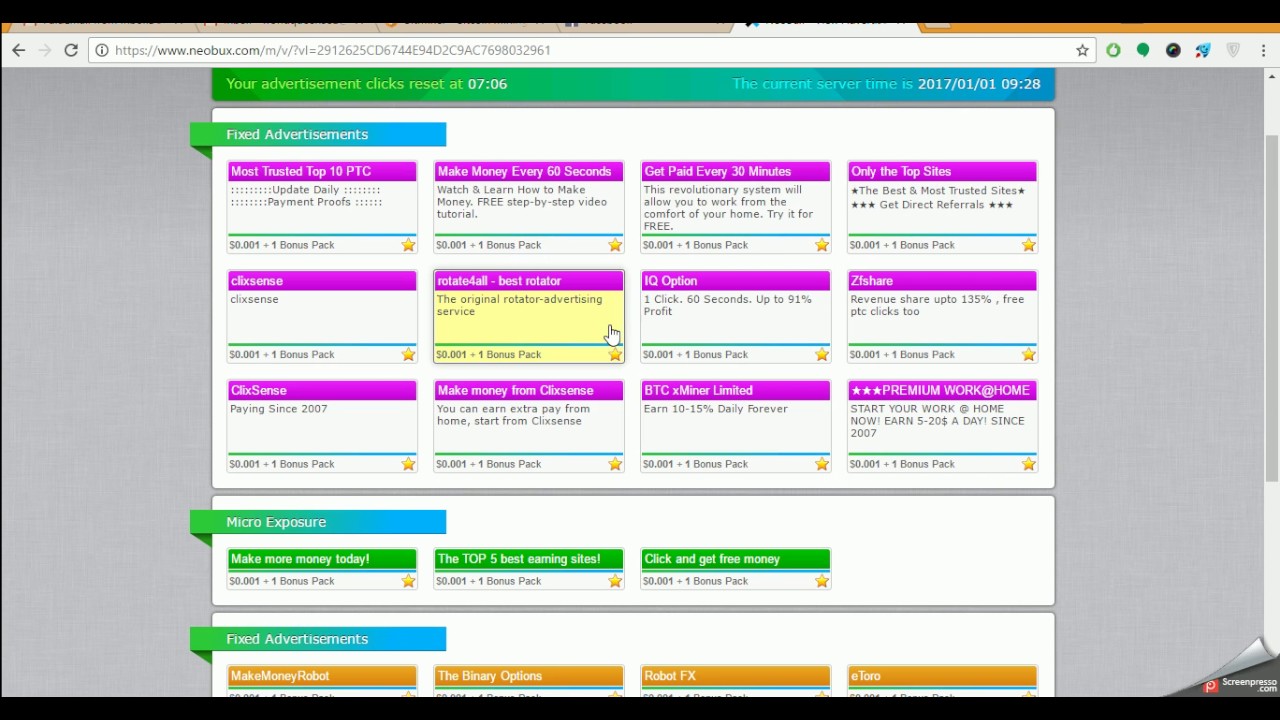 https://www.neobux.com/m/v/?vl=2912625CD6744E94D2C9AC7698032961
Your advertisement clicks reset at 07:06
The current server time is 2017/01/01 09:28
Fixed Advertisements
Most Trusted Top 10 PTC
:::::::::Update Daily ::::::::
::::::::Payment Proofs ::::::
$0.001 + 1 Bonus Pack
Make Money Every 60 Seconds
Watch & Learn How to Make
Money. FREE step-by-step video
tutorial.
$0.001 + 1 Bonus Pack
Get Paid Every 30 Minutes
This revolutionary system will
allow you to work from the
comfort of your home. Try it for
FREE.
$0.001 + 1 Bonus Pack
Only the Top Sites
★The Best & Most Trusted Sites★
★★★ Get Direct Referrals ★★★
$0.001 + 1 Bonus Pack
clixsense
clixsense
$0.001 + 1 Bonus Pack
rotate4all - best rotator
The original rotator-advertising
service
$0.001 + 1 Bonus Pack
IQ Option
1 Click. 60 Seconds. Up to 91%
Profit
$0.001 + 1 Bonus Pack
Zfshare
Revenue share upto 135% , free
ptc clicks too
$0.001 + 1 Bonus Pack
ClixSense
Paying Since 2007
$0.001 + 1 Bonus Pack
Make money from Clixsense
You can earn extra pay from
home, start from Clixsense
$0.001 + 1 Bonus Pack
BTC xMiner Limited
Earn 10-15% Daily Forever
$0.001 + 1 Bonus Pack
★★★PREMIUM WORK@HOME
START YOUR WORK @ HOME
NOW! EARN 5-20$ A DAY! SINCE
2007
$0.001 + 1 Bonus Pack
Micro Exposure
Make more money today!
$0.001 + 1 Bonus Pack
The TOP 5 best earning sites!
$0.001 + 1 Bonus Pack
Click and get free money
$0.001 + 1 Bonus Pack
Fixed Advertisements
MakeMoneyRobot
The Binary Options
Robot FX
eToro
Screenpresso
.com